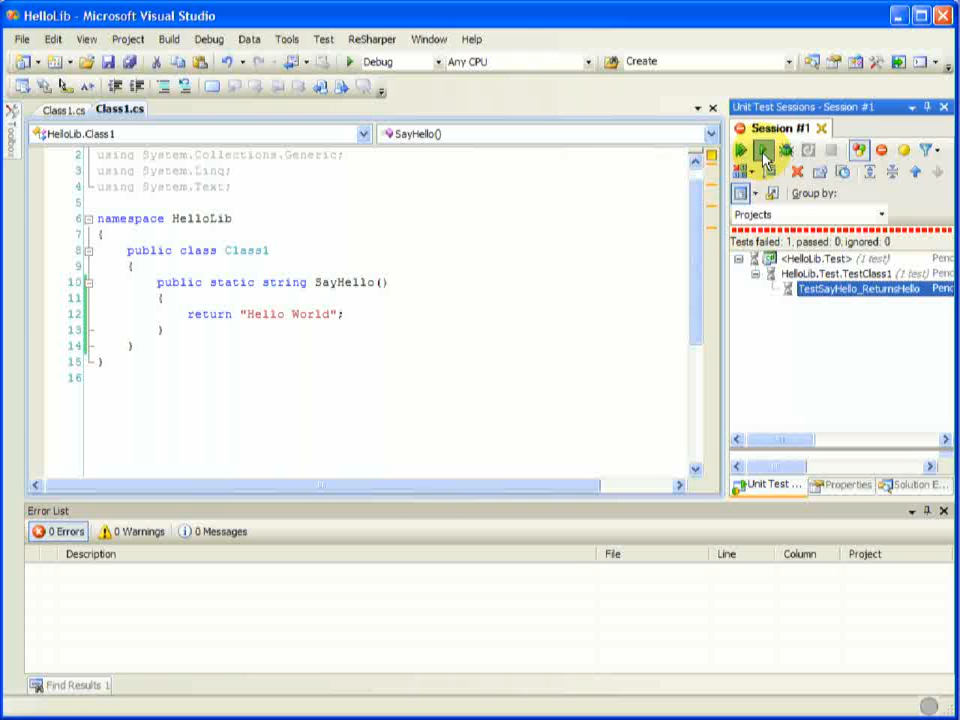 HelloLib - Microsoft Visual Studio
File Edit View Project Build Debug Data Tools Test ReSharper Window Help
Debug Any CPU Create
Toolbox
Class1.cs Class1.cs
HelloLib.Class1 SayHello()
2 using System.Collections.Generic;
3 using System.Linq;
4 using System.Text;
5
6 namespace HelloLib
7 {
8 public class Class1
9 {
10 public static string SayHello()
11 {
12 return "Hello World";
13 }
14 }
15 }
16
Unit Test Sessions - Session #1
Session #1
Group by:
Projects
Tests failed: 1, passed: 0, ignored: 0
<HelloLib.Test> (1 test) Penc
HelloLib.Test.TestClass1 (1 test) Penc
TestSayHello_ReturnsHello Penc
Unit Test ... Properties Solution E...
Error List
0 Errors 0 Warnings 0 Messages
Description File Line Column Project
Find Results 1